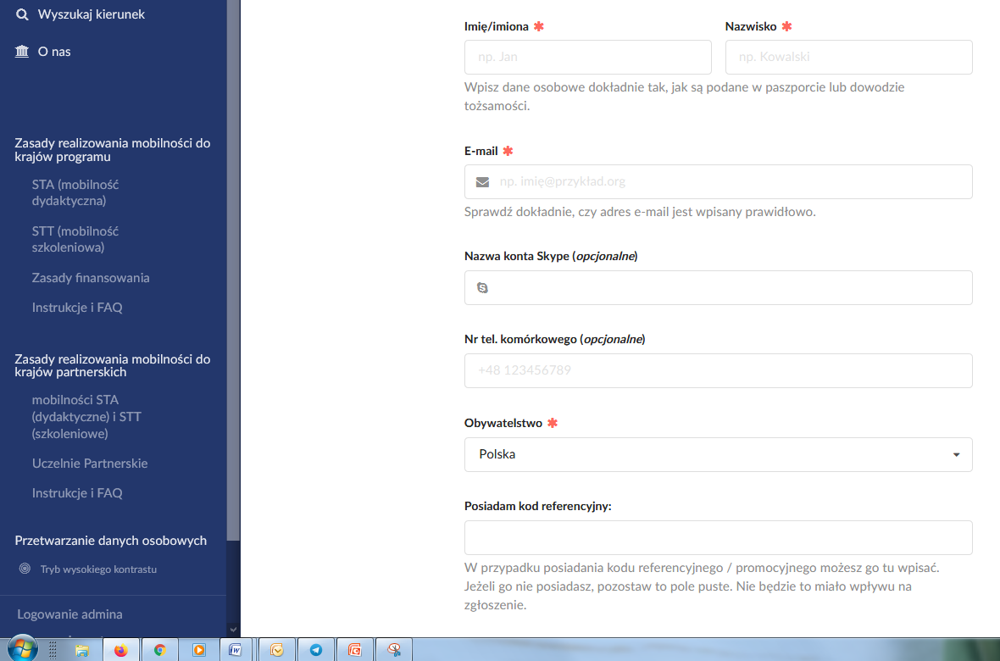 Wyszukaj kierunek
O nas
Zasady realizowania mobilności do
krajów programu
STA (mobilność
dydaktyczna)
STT (mobilność
szkoleniowa)
Zasady finansowania
Instrukcje i FAQ
Zasady realizowania mobilności do
krajów partnerskich
mobilności STA
(dydaktyczne) i STT
(szkoleniowe)
Uczelnie Partnerskie
Instrukcje i FAQ
Przetwarzanie danych osobowych
Tryb wysokiego kontrastu
Logowanie admina
Imię/imiona ✱
Nazwisko ✱
np. Jan
np. Kowalski
Wpisz dane osobowe dokładnie tak, jak są podane w paszporcie lub dowodzie
tożsamości.
E-mail ✱
np. imię@przykład.org
Sprawdź dokładnie, czy adres e-mail jest wpisany prawidłowo.
Nazwa konta Skype (opcjonalne)
Nr tel. komórkowego (opcjonalne)
+48 123456789
Obywatelstwo ✱
Polska
Posiadam kod referencyjny:
W przypadku posiadania kodu referencyjnego / promocyjnego możesz go tu wpisać.
Jeżeli go nie posiadasz, pozostaw to pole puste. Nie będzie to miało wpływu na
zgłoszenie.